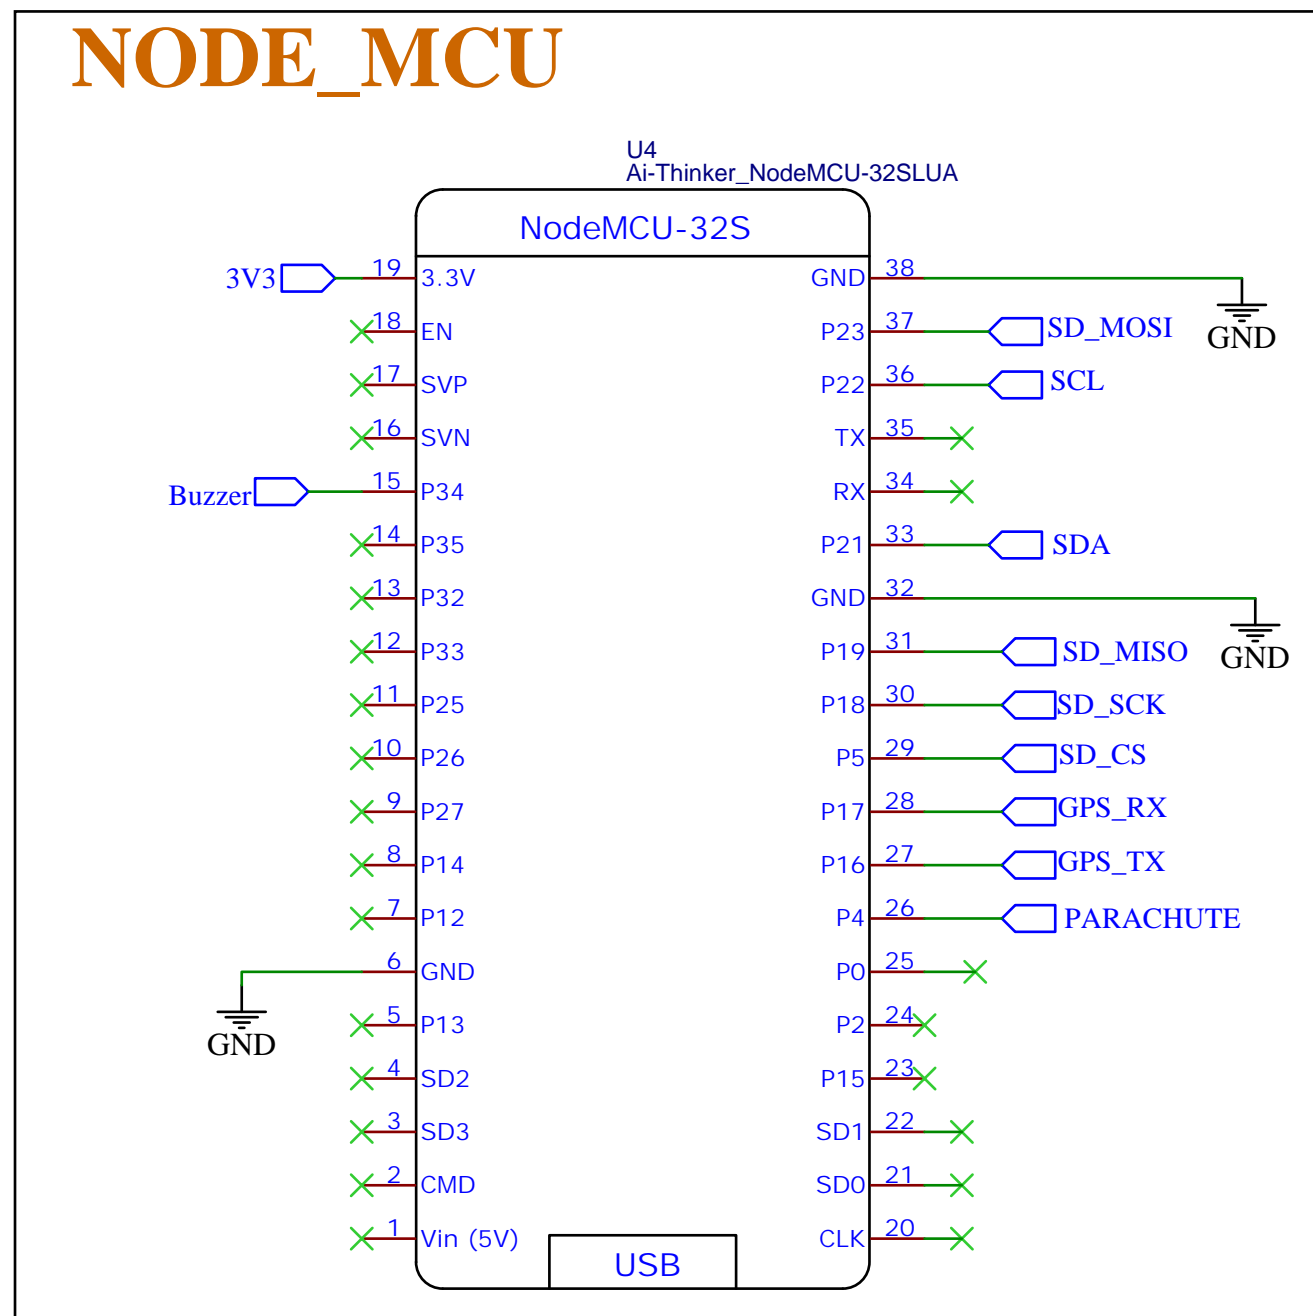 NODE_MCU
U4
Ai-Thinker_NodeMCU-32SLUA
NodeMCU-32S
3V3 19 3.3V GND 38
GND
18 EN P23 37 SD_MOSI
17 SVP P22 36 SCL
16 SVN TX 35
Buzzer 15 P34 RX 34
14 P35 P21 33 SDA
13 P32 GND 32
GND
12 P33 P19 31 SD_MISO
11 P25 P18 30 SD_SCK
10 P26 P5 29 SD_CS
9 P27 P17 28 GPS_RX
8 P14 P16 27 GPS_TX
7 P12 P4 26 PARACHUTE
6 GND P0 25
GND
5 P13 P2 24
4 SD2 P15 23
3 SD3 SD1 22
2 CMD SD0 21
1 Vin (5V) CLK 20
USB